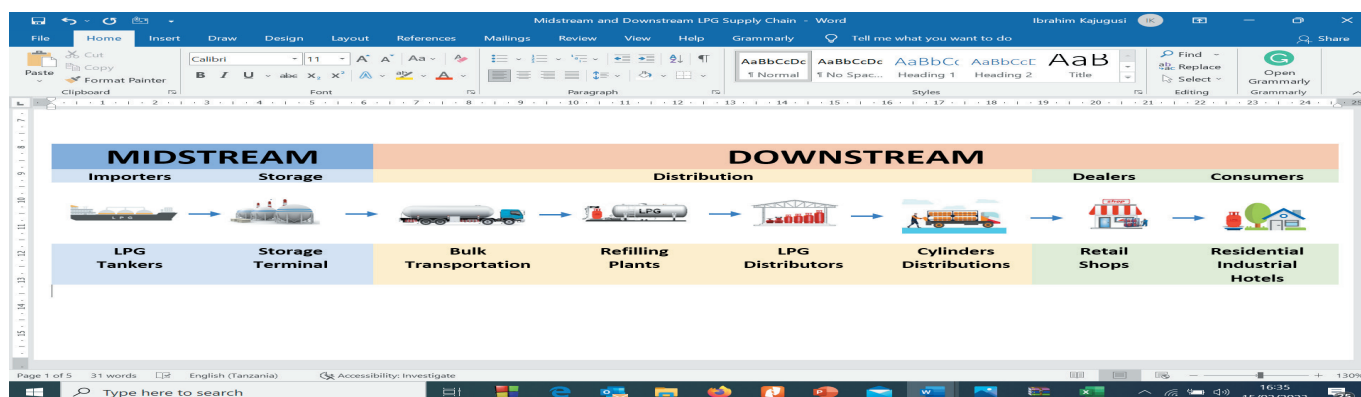 Midstream and Downstream LPG Supply Chain - Word
Ibrahim Kajugusi
IK
File Home Insert Draw Design Layout References Mailings Review View Help Grammarly Tell me what you want to do
Share
Paste
Cut
Copy
Format Painter
Clipboard
Calibri 11
Font
Paragraph
AaBbCcDc AaBbCcDc AaBbCc AaBbCcC AaB
¶ Normal ¶ No Spac... Heading 1 Heading 2 Title
Styles
Find
Replace
Select
Editing
Open
Grammarly
Grammarly
MIDSTREAM DOWNSTREAM
Importers Storage Distribution Dealers Consumers
LPG
LPG
shop
LPG Storage Bulk Refilling LPG Cylinders Retail Residential
Tankers Terminal Transportation Plants Distributors Distributions Shops Industrial
Hotels
Page 1 of 5 31 words English (Tanzania) Accessibility: Investigate
130%
Type here to search
16:35